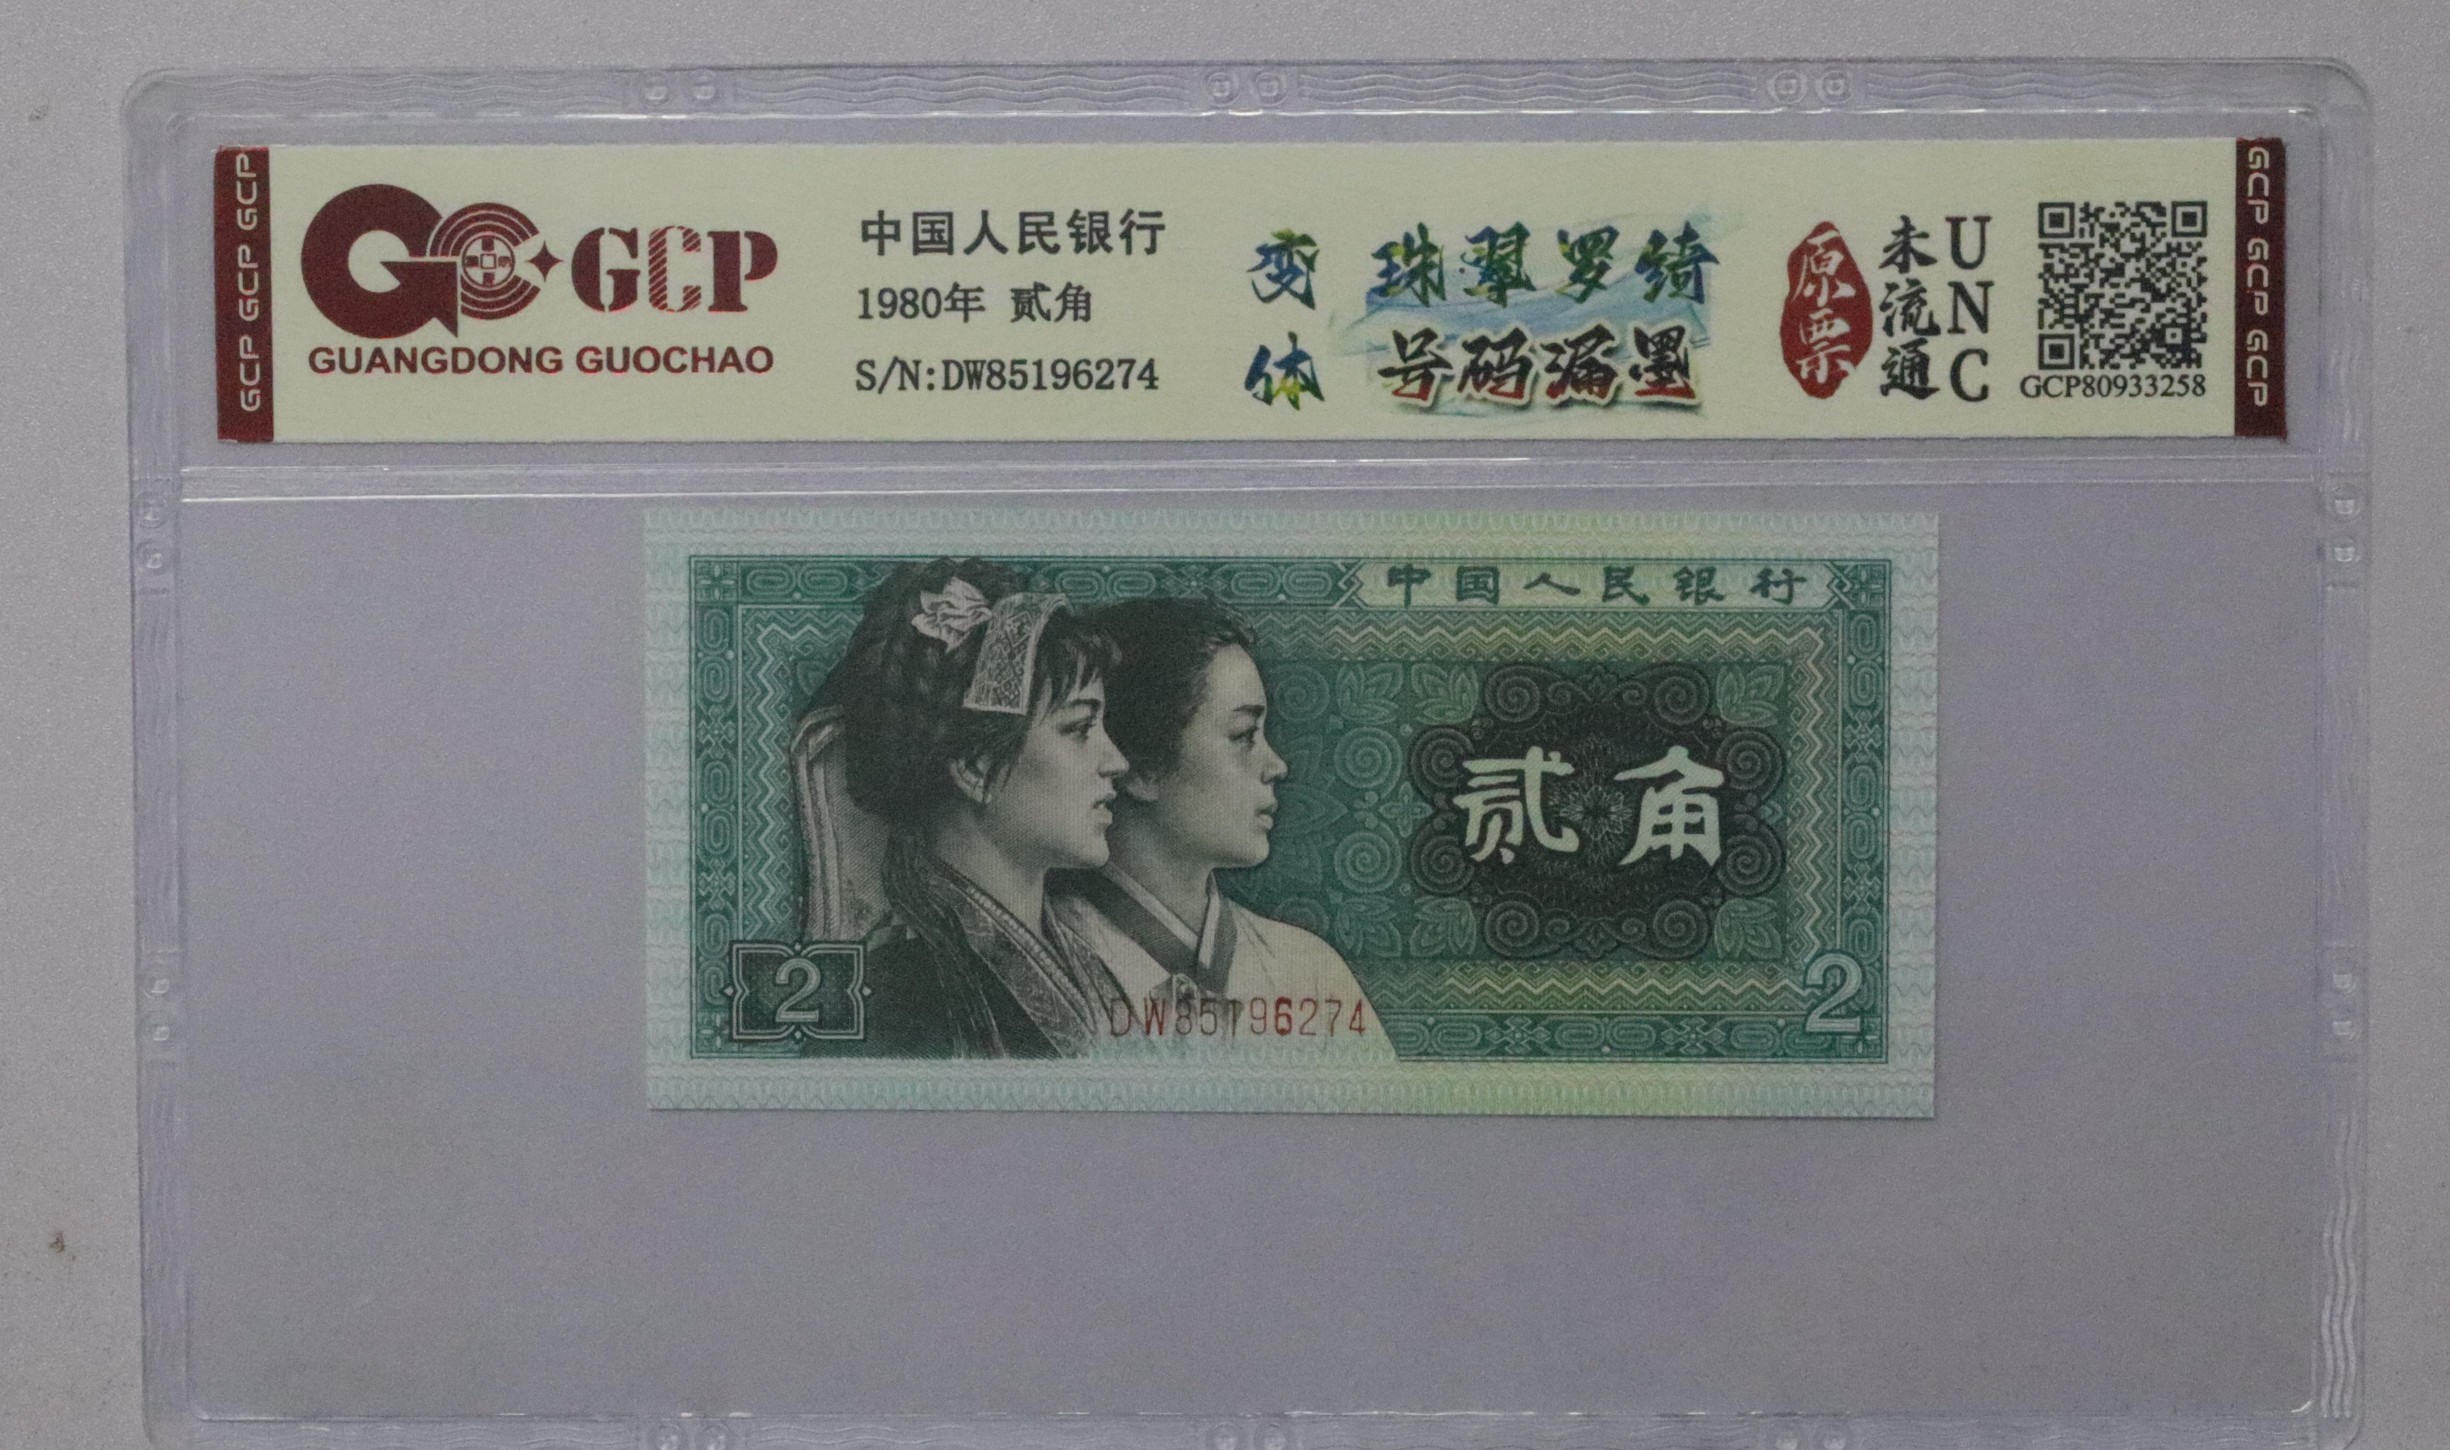 GCP GCP GCP
GCP
GUANGDONG GUOCHAO
中国人民银行
1980年 贰角
S/N:DW85196274
变体
珠翠罗绮
号码漏墨
原票
未流通
UNC
GCP80933258
GCP GCP GCP
中国人民银行
贰角
2
DW85196274
2